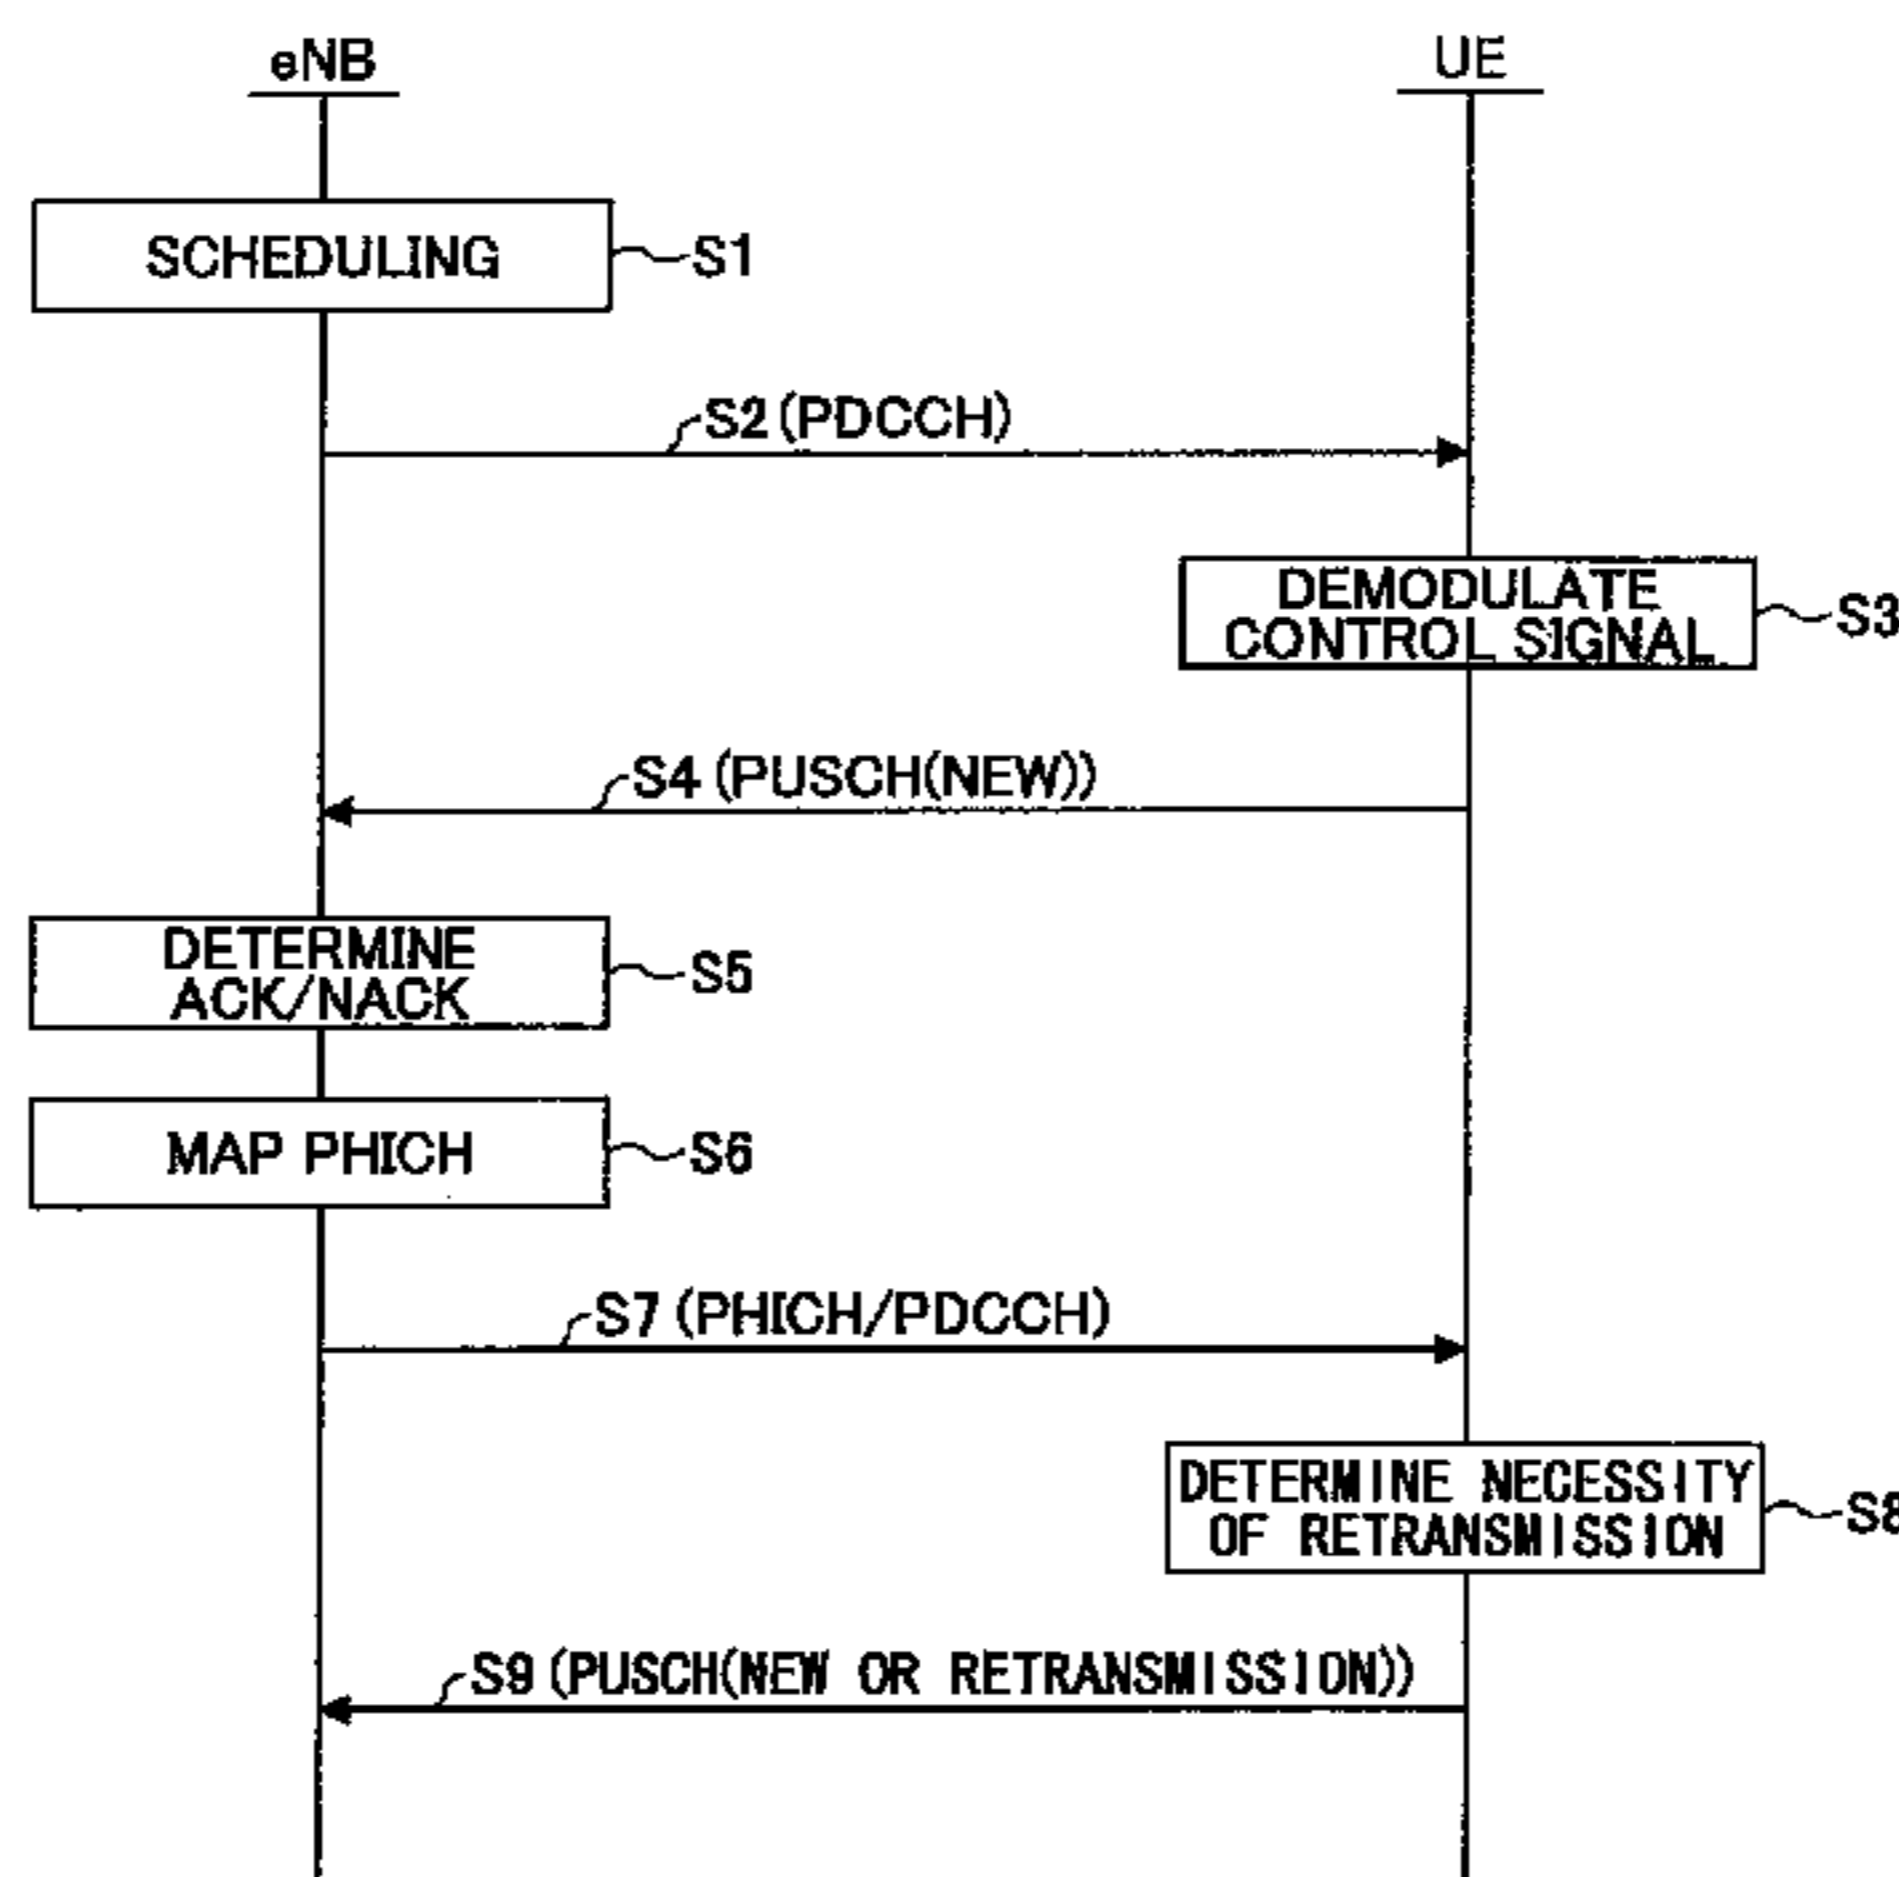 eNB
UE
SCHEDULING
S1
S2 (PDCCH)
DEMODULATE
CONTROL SIGNAL
S3
S4 (PUSCH(NEW))
DETERMINE
ACK/NACK
S5
MAP PHICH
S6
S7 (PHICH/PDCCH)
DETERMINE NECESSITY
OF RETRANSMISSION
S8
S9 (PUSCH(NEW OR RETRANSMISSION))